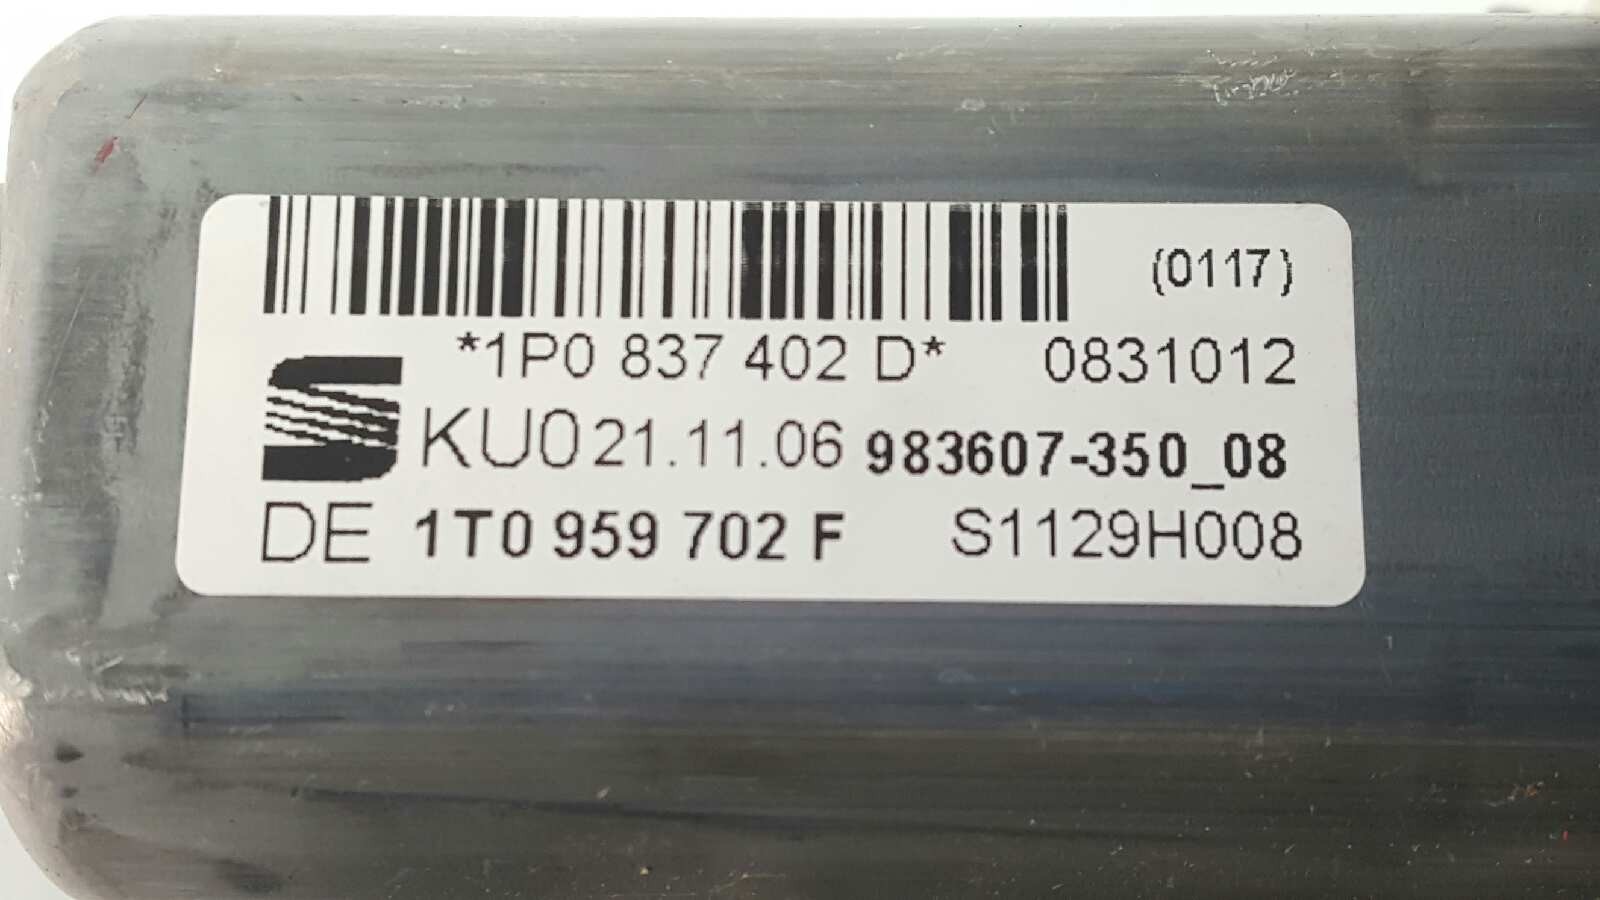 (0117)
*1P0 837 402 D* 0831012
KU0 21.11.06 983607-350_08
DE 1T0 959 702 F S1129H008